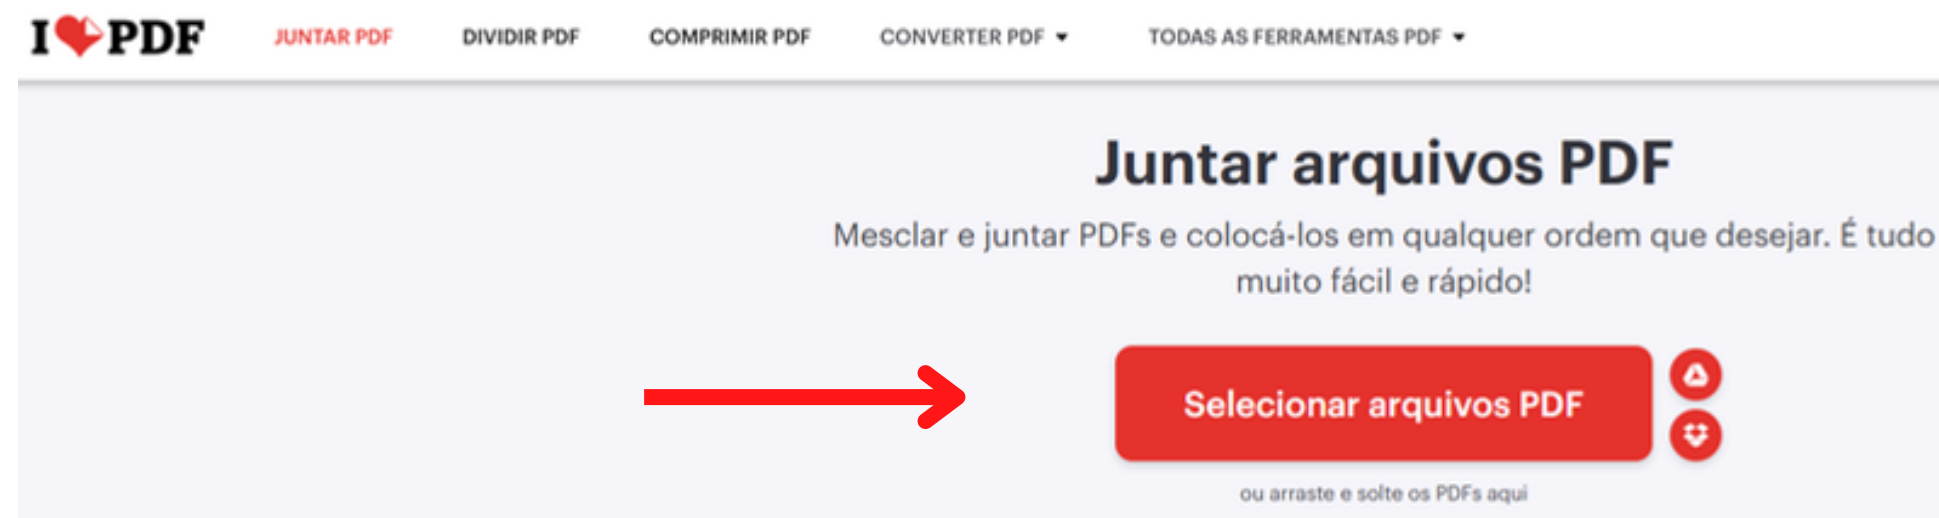 I PDF
JUNTAR PDF
DIVIDIR PDF
COMPRIMIR PDF
CONVERTER PDF
TODAS AS FERRAMENTAS PDF
Juntar arquivos PDF
Mesclar e juntar PDFs e colocá-los em qualquer ordem que desejar. É tudo
muito fácil e rápido!
Selecionar arquivos PDF
ou arraste e solte os PDFs aqui